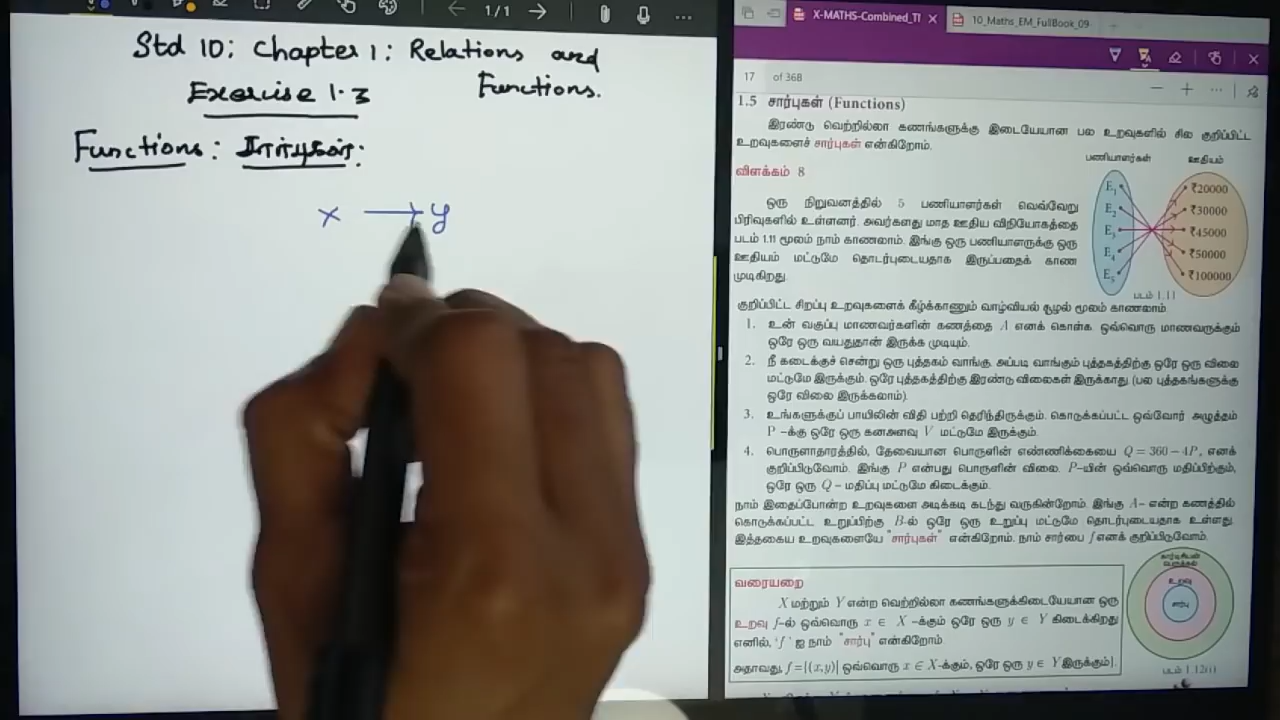 1/1
Std 10: Chapter 1: Relations and Functions.
Exercise 1.3
Functions: சார்புகள்:
x → y
X-MATHS-Combined_TI
10_Maths_EM_FullBook_09
17 of 368
1.5 சார்புகள் (Functions)
இரண்டு வெற்றில்லா கணங்களுக்கு இடையேயான பல உறவுகளில் சில குறிப்பிட்ட
உறவுகளைச் சார்புகள் என்கிறோம்.
விளக்கம் 8
ஒரு நிறுவனத்தில் 5 பணியாளர்கள் வெவ்வேறு
பிரிவுகளில் உள்ளனர். அவர்களது மாத ஊதிய விநியோகத்தை
படம் 1.11 மூலம் நாம் காணலாம். இங்கு ஒரு பணியாளருக்கு ஒரு
ஊதியம் மட்டுமே தொடர்புடையதாக இருப்பதைக் காண
முடிகிறது.
பணியாளர்கள் ஊதியம்
E₁ ₹20000
E₂ ₹30000
E₃ ₹45000
E₄ ₹50000
E₅ ₹100000
படம் 1.11
குறிப்பிட்ட சிறப்பு உறவுகளைக் கீழ்க்காணும் வாழ்வியல் சூழல் மூலம் காணலாம்
1. உன் வகுப்பு மாணவர்களின் கணத்தை A எனக் கொள்க. ஒவ்வொரு மாணவருக்கும்
ஒரே ஒரு வயதுதான் இருக்க முடியும்.
2. நீ கடைக்குச் சென்று ஒரு புத்தகம் வாங்கு. அப்படி வாங்கும் புத்தகத்திற்கு ஒரே ஒரு விலை
மட்டுமே இருக்கும். ஒரே புத்தகத்திற்கு இரண்டு விலைகள் இருக்காது (பல புத்தகங்களுக்கு
ஒரே விலை இருக்கலாம்).
3. உங்களுக்குப் பாயிலின் விதி பற்றி தெரிந்திருக்கும். கொடுக்கப்பட்ட ஒவ்வோர் அழுத்தம்
P -க்கு ஒரே ஒரு கனஅளவு V மட்டுமே இருக்கும்.
4. பொருளாதாரத்தில், தேவையான பொருளின் எண்ணிக்கையை Q = 360 − 4P, எனக்
குறிப்பிடுவோம். இங்கு P என்பது பொருளின் விலை. P-யின் ஒவ்வொரு மதிப்பிற்கும்,
ஒரே ஒரு Q – மதிப்பு மட்டுமே கிடைக்கும்.
நாம் இதைப்போன்ற உறவுகளை அடிக்கடி கடந்து வருகின்றோம். இங்கு A– என்ற கணத்தில்
கொடுக்கப்பட்ட உறுப்பிற்கு B-ல் ஒரே ஒரு உறுப்பு மட்டுமே தொடர்புடையதாக உள்ளது.
இத்தகைய உறவுகளையே "சார்புகள்" என்கிறோம். நாம் சார்பை f எனக் குறிப்பிடுவோம்.
வரையறை
X மற்றும் Y என்ற வெற்றில்லா கணங்களுக்கிடையேயான ஒரு
உறவு f-ல் ஒவ்வொரு x ∈ X -க்கும் ஒரே ஒரு y ∈ Y கிடைக்கிறது
எனில், 'f' ஐ நாம் "சார்பு" என்கிறோம்
அதாவது, f = {(x,y)| ஒவ்வொரு x ∈ X-க்கும், ஒரே ஒரு y ∈ Y இருக்கும்}.
கார்டீசியன்
பெருக்கல்
உறவு
சார்பு
படம் 1.12(i)